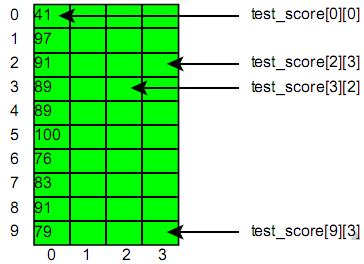 0 41 test_score[0][0]
1 97
2 91 test_score[2][3]
3 89 test_score[3][2]
4 89
5 100
6 76
7 83
8 91
9 79 test_score[9][3]
0 1 2 3